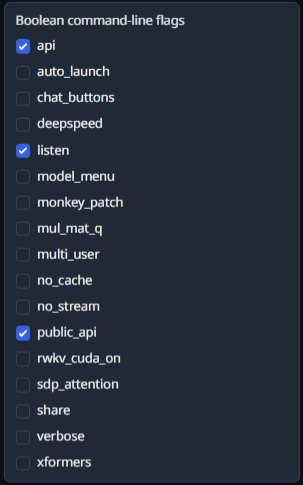 Boolean command-line flags
api
auto_launch
chat_buttons
deepspeed
listen
model_menu
monkey_patch
mul_mat_q
multi_user
no_cache
no_stream
public_api
rwkv_cuda_on
sdp_attention
share
verbose
xformers